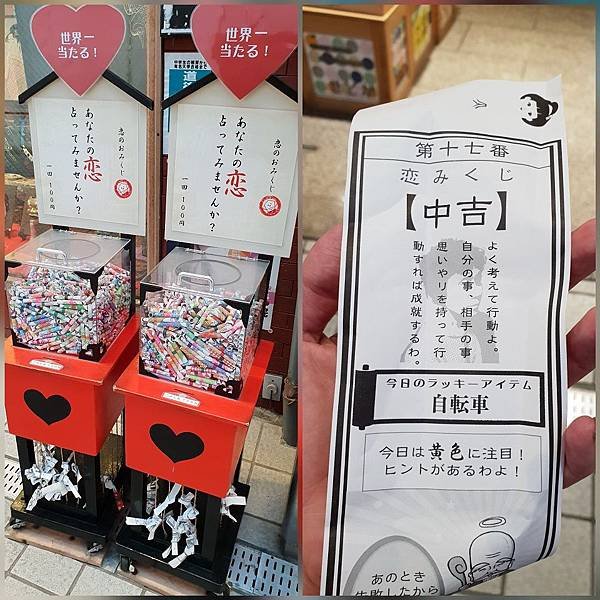 世界一
当たる！
恋のおみくじ
あなたの恋
占ってみませんか？
一回 100円
世界一
当たる！
恋のおみくじ
あなたの恋
占ってみませんか？
一回 100円
第十七番
恋みくじ
【中吉】
よく考えて行動よ。
自分の事、相手の事
思いやりを持って行
動すれば成就するわ。
今日のラッキーアイテム
自転車
今日は黄色に注目！
ヒントがあるわよ！
あのとき
失敗したから